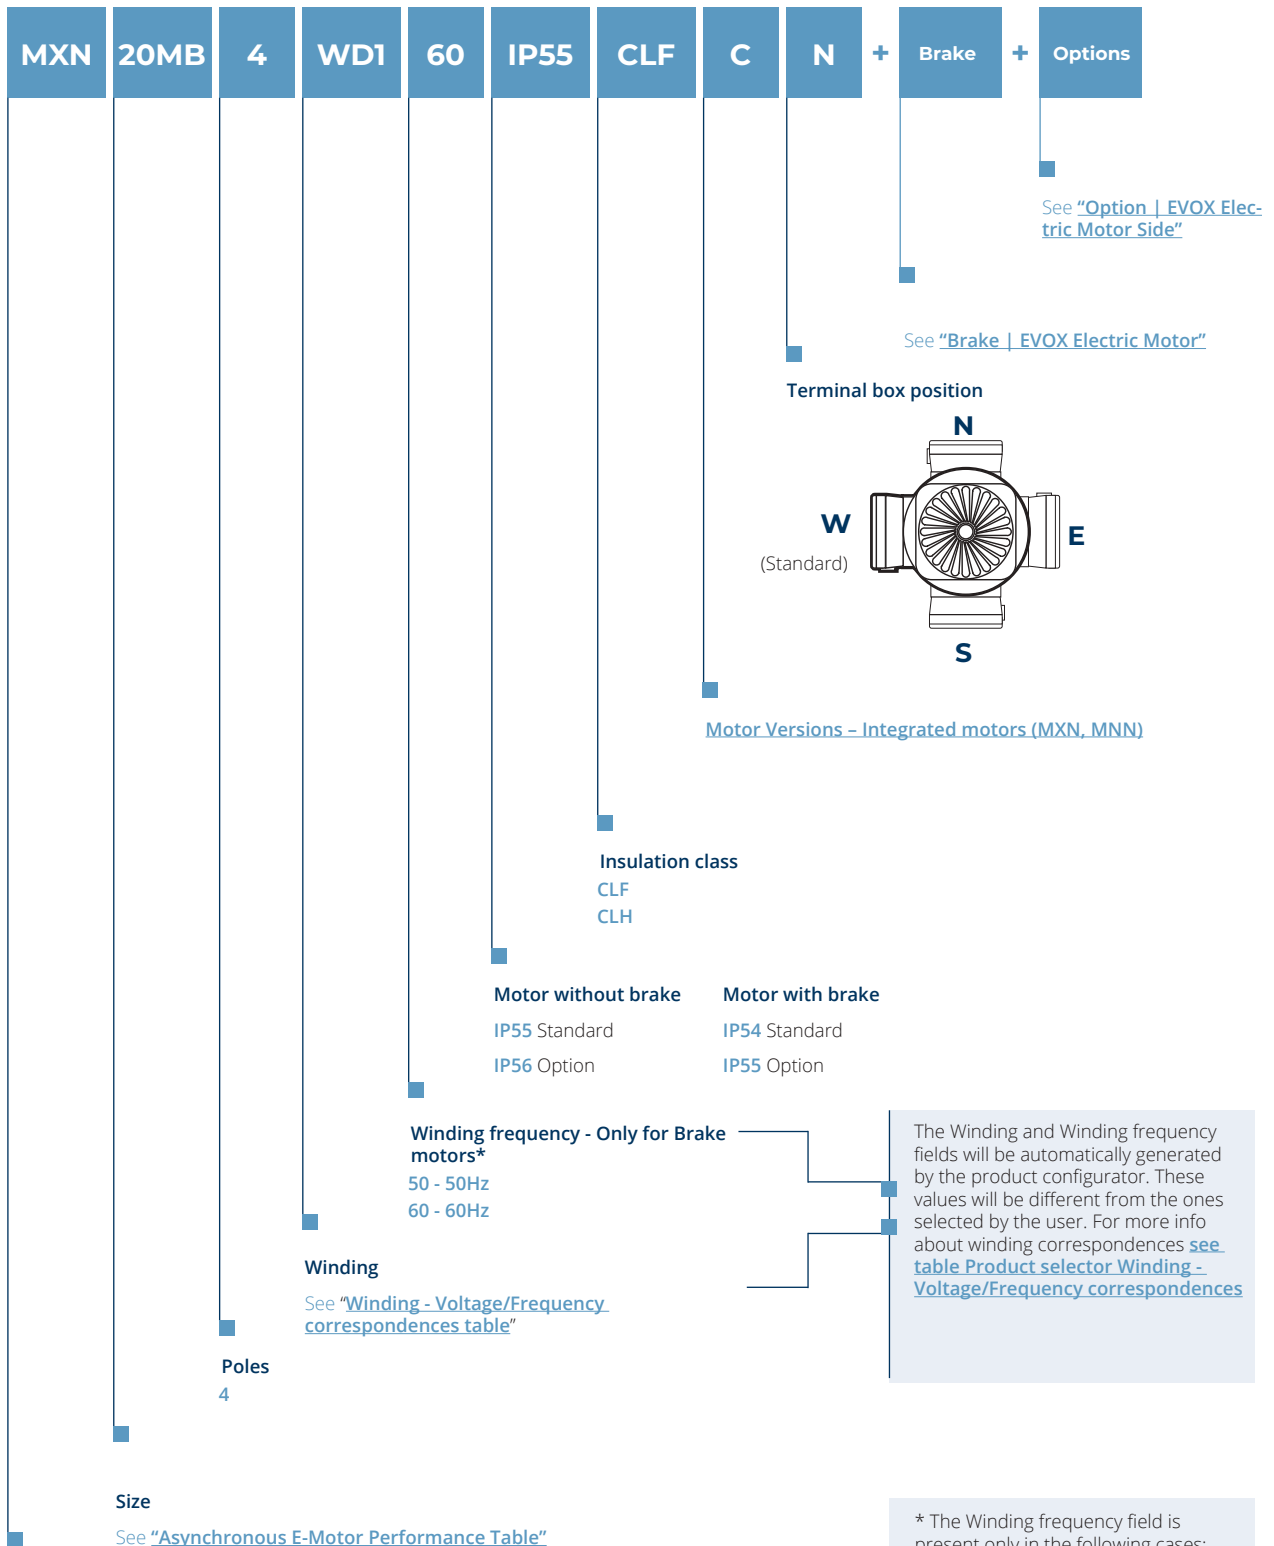 MXN 20MB 4 WD1 60 IP55 CLF C N + Brake + Options
See “Option | EVOX Elec-
tric Motor Side”
See “Brake | EVOX Electric Motor”
Terminal box position
N
W
E
(Standard)
S
Motor Versions – Integrated motors (MXN, MNN)
Insulation class
CLF
CLH
Motor without brake
IP55 Standard
IP56 Option
Motor with brake
IP54 Standard
IP55 Option
Winding frequency - Only for Brake
motors*
50 - 50Hz
60 - 60Hz
The Winding and Winding frequency
fields will be automatically generated
by the product configurator. These
values will be different from the ones
selected by the user. For more info
about winding correspondences see
table Product selector Winding -
Voltage/Frequency correspondences
Winding
See “Winding - Voltage/Frequency
correspondences table”
Poles
4
Size
See “Asynchronous E-Motor Performance Table”
* The Winding frequency field is
present only in the following cases: